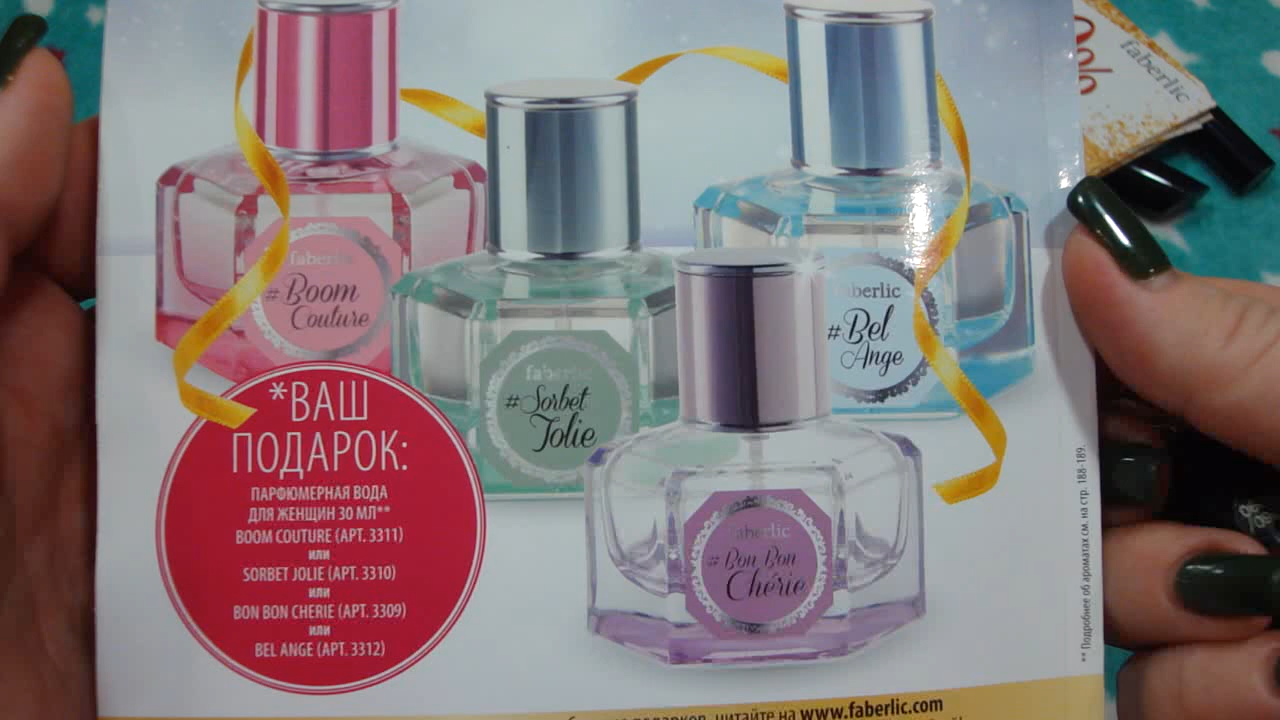 faberlic
#Boom
Couture
faberlic
#Sorbet
Jolie
faberlic
#Bel
Ange
faberlic
#Bon Bon
Chérie
*ВАШ
ПОДАРОК:
ПАРФЮМЕРНАЯ ВОДА
ДЛЯ ЖЕНЩИН 30 МЛ**
BOOM COUTURE (АРТ. 3311)
или
SORBET JOLIE (АРТ. 3310)
или
BON BON CHERIE (АРТ. 3309)
или
BEL ANGE (АРТ. 3312)
** Подробнее об ароматах см. на стр. 188-189.
читайте на www.faberlic.com
faberlic